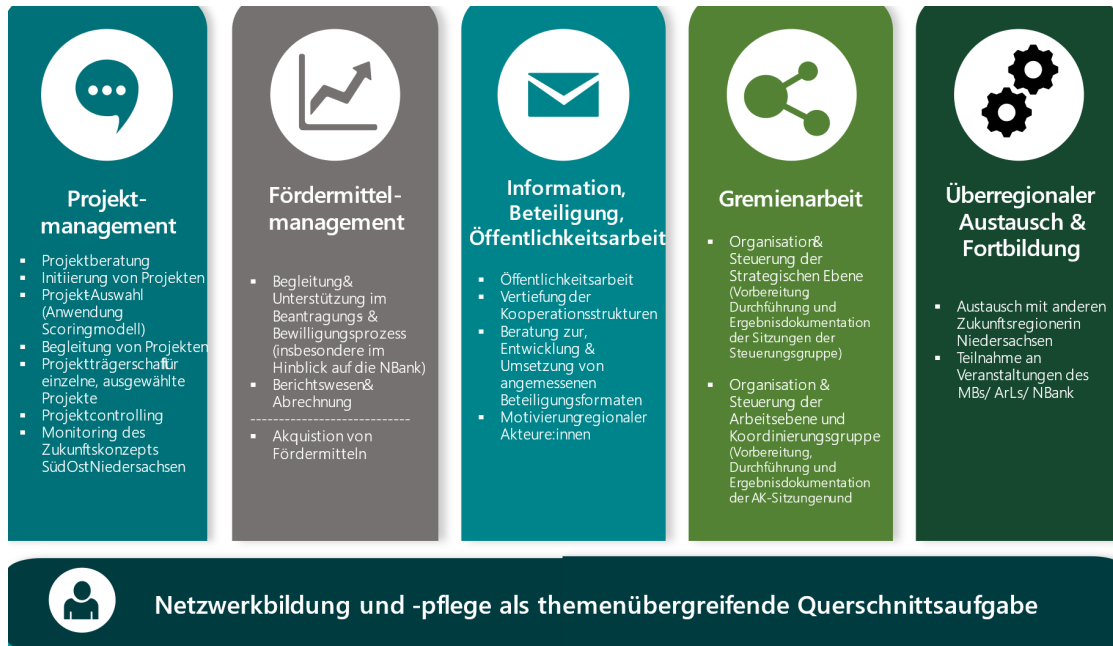 Projekt-
management
▪ Projektberatung
▪ Initiierung von Projekten
▪ Projekt-Auswahl
(Anwendung
Scoringmodell)
▪ Begleitung von Projekten
▪ Projektträgerschaft für
einzelne, ausgewählte
Projekte
▪ Projektcontrolling
▪ Monitoring des
Zukunftskonzepts
SüdOstNiedersachsen
Fördermittel-
management
▪ Begleitung &
Unterstützung im
Beantragungs- &
Bewilligungsprozess
(insbesondere im
Hinblick auf die NBank)
▪ Berichtswesen &
Abrechnung
----------------------------
▪ Akquistion von
Fördermitteln
Information,
Beteiligung,
Öffentlichkeitsarbeit
▪ Öffentlichkeitsarbeit
▪ Vertiefung der
Kooperationsstrukturen
▪ Beratung zur,
Entwicklung &
Umsetzung von
angemessenen
Beteiligungsformaten
▪ Motivierung regionaler
Akteure:innen
Gremienarbeit
▪ Organisation &
Steuerung der
Strategischen Ebene
(Vorbereitung
Durchführung und
Ergebnisdokumentation
der Sitzungen der
Steuerungsgruppe)
▪ Organisation &
Steuerung der
Arbeitsebene und
Koordinierungsgruppe
(Vorbereitung,
Durchführung und
Ergebnisdokumentation
der AK-Sitzungen und
Überregionaler
Austausch &
Fortbildung
▪ Austausch mit anderen
Zukunftsregionen in
Niedersachsen
▪ Teilnahme an
Veranstaltungen des
MBs/ ArLs/ NBank
Netzwerkbildung und -pflege als themenübergreifende Querschnittsaufgabe